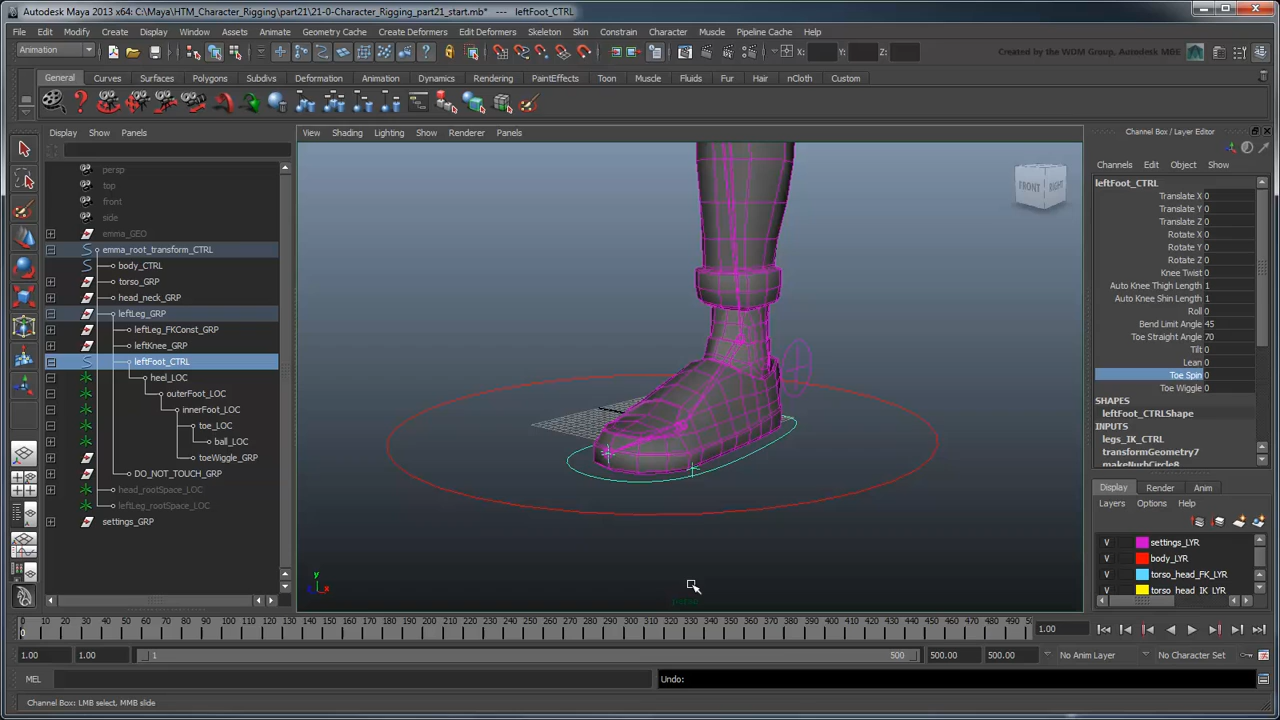 Autodesk Maya 2013 x64: C:\Maya\HTM_Character_Rigging\part21\21-0-Character_Rigging_part21_start.mb* --- leftFoot_CTRL
File Edit Modify Create Display Window Assets Animate Geometry Cache Create Deformers Edit Deformers Skeleton Skin Constrain Character Muscle Pipeline Cache Help
Animation X: Y: Z: Created by the WDM Group, Autodesk MBE
General Curves Surfaces Polygons Subdivs Deformation Animation Dynamics Rendering PaintEffects Toon Muscle Fluids Fur Hair nCloth Custom
Display Show Panels
persp
top
front
side
emma_GEO
emma_root_transform_CTRL
body_CTRL
torso_GRP
head_neck_GRP
leftLeg_GRP
leftLeg_FKConst_GRP
leftKnee_GRP
leftFoot_CTRL
heel_LOC
outerFoot_LOC
innerFoot_LOC
toe_LOC
ball_LOC
toeWiggle_GRP
DO_NOT_TOUCH_GRP
head_rootSpace_LOC
leftLeg_rootSpace_LOC
settings_GRP
View Shading Lighting Show Renderer Panels
FRONT RIGHT
y
x
persp
Channel Box / Layer Editor
Channels Edit Object Show
leftFoot_CTRL
Translate X 0
Translate Y 0
Translate Z 0
Rotate X 0
Rotate Y 0
Rotate Z 0
Knee Twist 0
Auto Knee Thigh Length 1
Auto Knee Shin Length 1
Roll 0
Bend Limit Angle 45
Toe Straight Angle 70
Tilt 0
Lean 0
Toe Spin 0
Toe Wiggle 0
SHAPES
leftFoot_CTRLShape
INPUTS
legs_IK_CTRL
transformGeometry7
makeNurbCircle8
Display Render Anim
Layers Options Help
V settings_LYR
V body_LYR
V torso_head_FK_LYR
V torso_head_IK_LYR
0 10 20 30 40 50 60 70 80 90 100 110 120 130 140 150 160 170 180 190 200 210 220 230 240 250 260 270 280 290 300 310 320 330 340 350 360 370 380 390 400 410 420 430 440 450 460 470 480 490 500
0
1.00
1.00 1.00 1 500 500.00 500.00 No Anim Layer No Character Set
MEL Undo:
Channel Box: LMB select, MMB slide